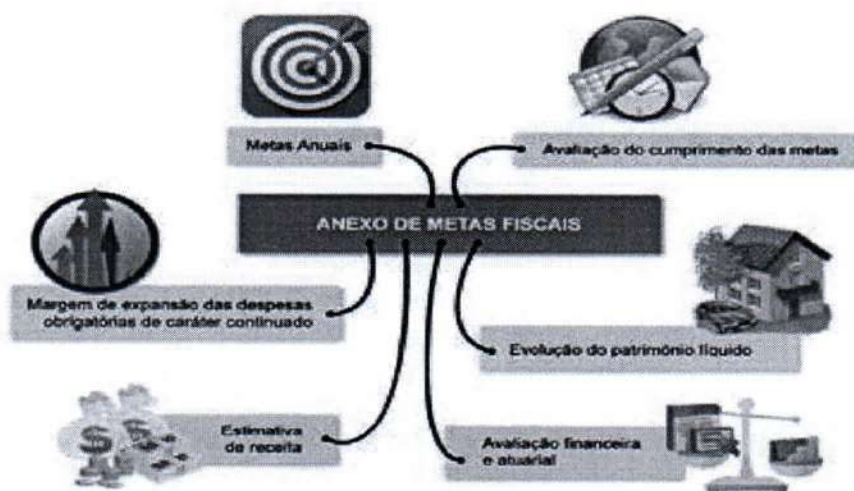 Metas Anuais
Avaliação do cumprimento das metas
ANEXO DE METAS FISCAIS
Margem de expansão das despesas
obrigatórias de caráter continuado
Evolução do patrimônio líquido
Estimativa
de receita
Avaliação financeira
e atuarial